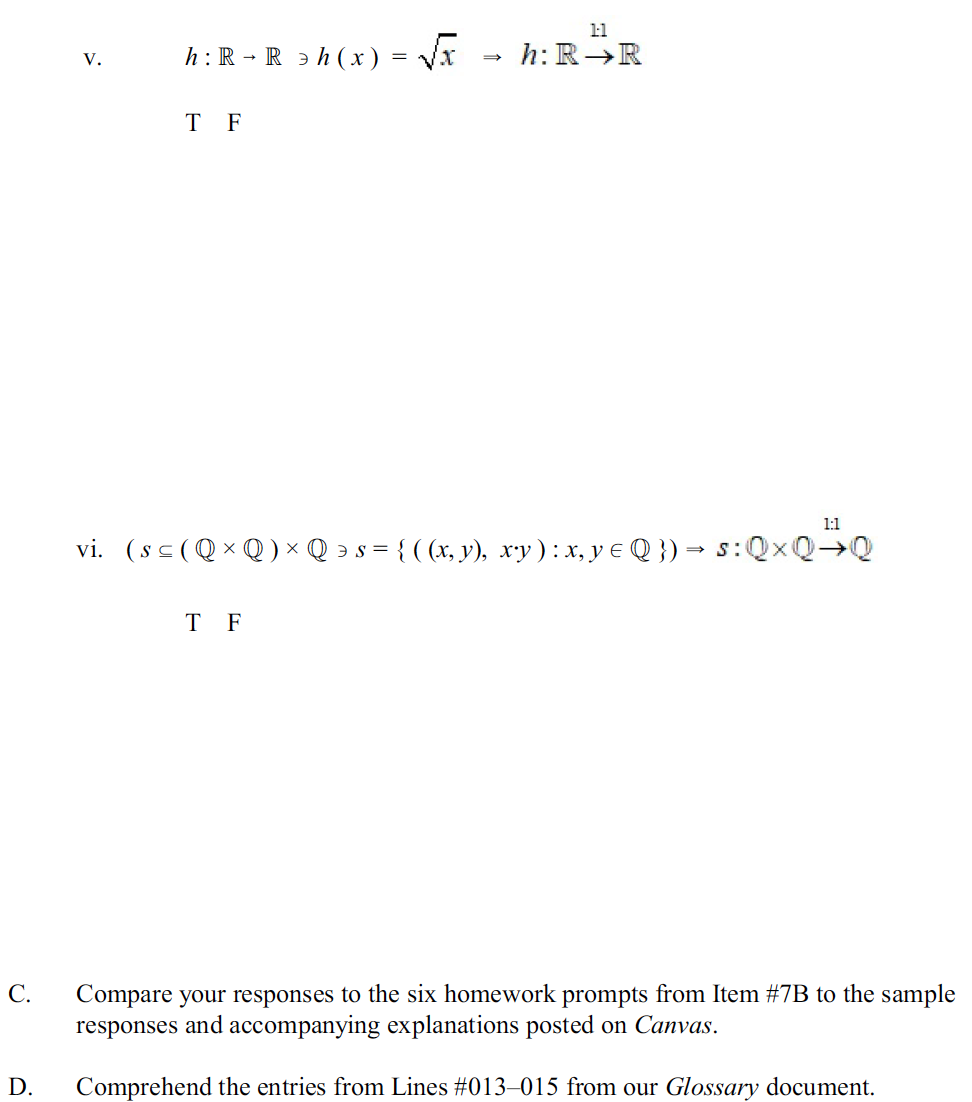 v. h : ℝ → ℝ ∋ h ( x ) = √x ⇒ h: ℝ 1:1→ ℝ
T F
vi. ( s ⊆ ( ℚ × ℚ ) × ℚ ∋ s = { ( (x, y), x·y ) : x, y ∈ ℚ }) ⇒ s: ℚ×ℚ 1:1→ ℚ
T F
C. Compare your responses to the six homework prompts from Item #7B to the sample
responses and accompanying explanations posted on Canvas.
D. Comprehend the entries from Lines #013–015 from our Glossary document.